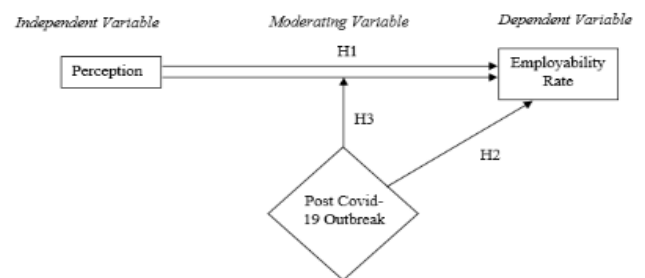 Independent Variable
Moderating Variable
Dependent Variable
H1
Perception
Employability
Rate
H3
H2
Post Covid-
19 Outbreak